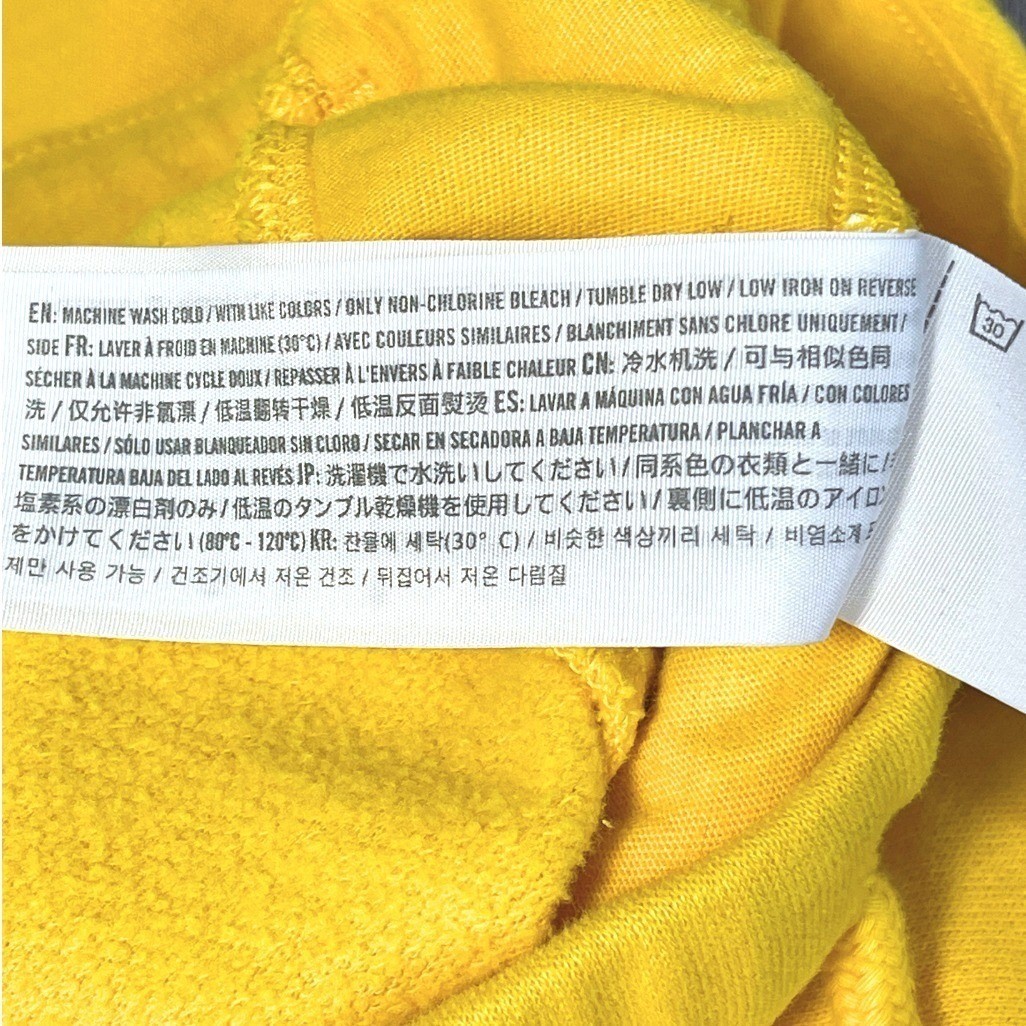 EN: MACHINE WASH COLD / WITH LIKE COLORS / ONLY NON-CHLORINE BLEACH / TUMBLE DRY LOW / LOW IRON ON REVERSE
SIDE FR: LAVER À FROID EN MACHINE (30°C) / AVEC COULEURS SIMILAIRES / BLANCHIMENT SANS CHLORE UNIQUEMENT /
SÉCHER À LA MACHINE CYCLE DOUX / REPASSER À L'ENVERS À FAIBLE CHALEUR CN: 冷水机洗 / 可与相似色同
洗 / 仅允许非氯漂 / 低温翻转干燥 / 低温反面熨烫 ES: LAVAR A MÁQUINA CON AGUA FRÍA / CON COLORES
SIMILARES / SÓLO USAR BLANQUEADOR SIN CLORO / SECAR EN SECADORA A BAJA TEMPERATURA / PLANCHAR A
TEMPERATURA BAJA DEL LADO AL REVÉS JP: 洗濯機で水洗いしてください / 同系色の衣類と一緒に /
塩素系の漂白剤のみ / 低温のタンブル乾燥機を使用してください / 裏側に低温のアイロン
をかけてください (80°C - 120°C) KR: 찬물에 세탁(30° C) / 비슷한 색상끼리 세탁 / 비염소계
제만 사용 가능 / 건조기에서 저온 건조 / 뒤집어서 저온 다림질
30